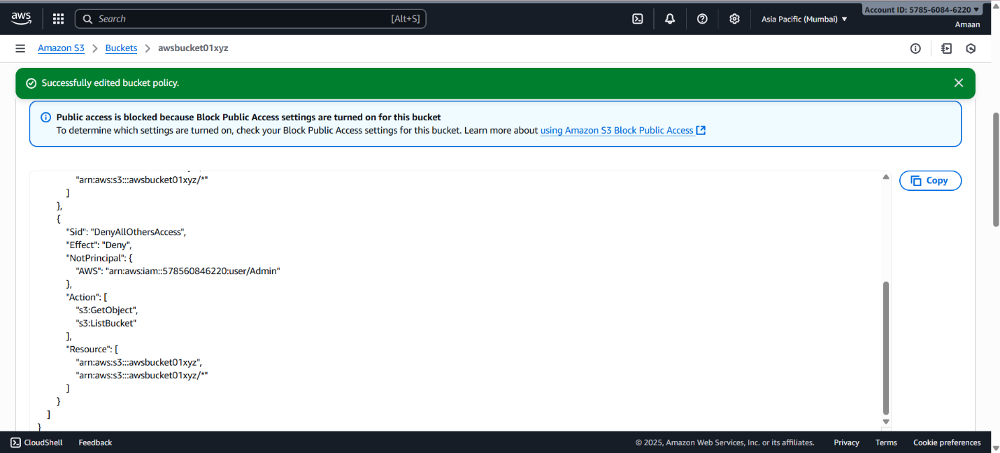 aws
Search
[Alt+S]
Asia Pacific (Mumbai)
Account ID: 5785-6084-6220
Amaan
Amazon S3 > Buckets > awsbucket01xyz
Successfully edited bucket policy.
Public access is blocked because Block Public Access settings are turned on for this bucket
To determine which settings are turned on, check your Block Public Access settings for this bucket. Learn more about using Amazon S3 Block Public Access
Copy
"arn:aws:s3:::awsbucket01xyz/*"
]
},
{
"Sid": "DenyAllOthersAccess",
"Effect": "Deny",
"NotPrincipal": {
"AWS": "arn:aws:iam::578560846220:user/Admin"
},
"Action": [
"s3:GetObject",
"s3:ListBucket"
],
"Resource": [
"arn:aws:s3:::awsbucket01xyz",
"arn:aws:s3:::awsbucket01xyz/*"
]
}
]
}
CloudShell
Feedback
© 2025, Amazon Web Services, Inc. or its affiliates.
Privacy
Terms
Cookie preferences